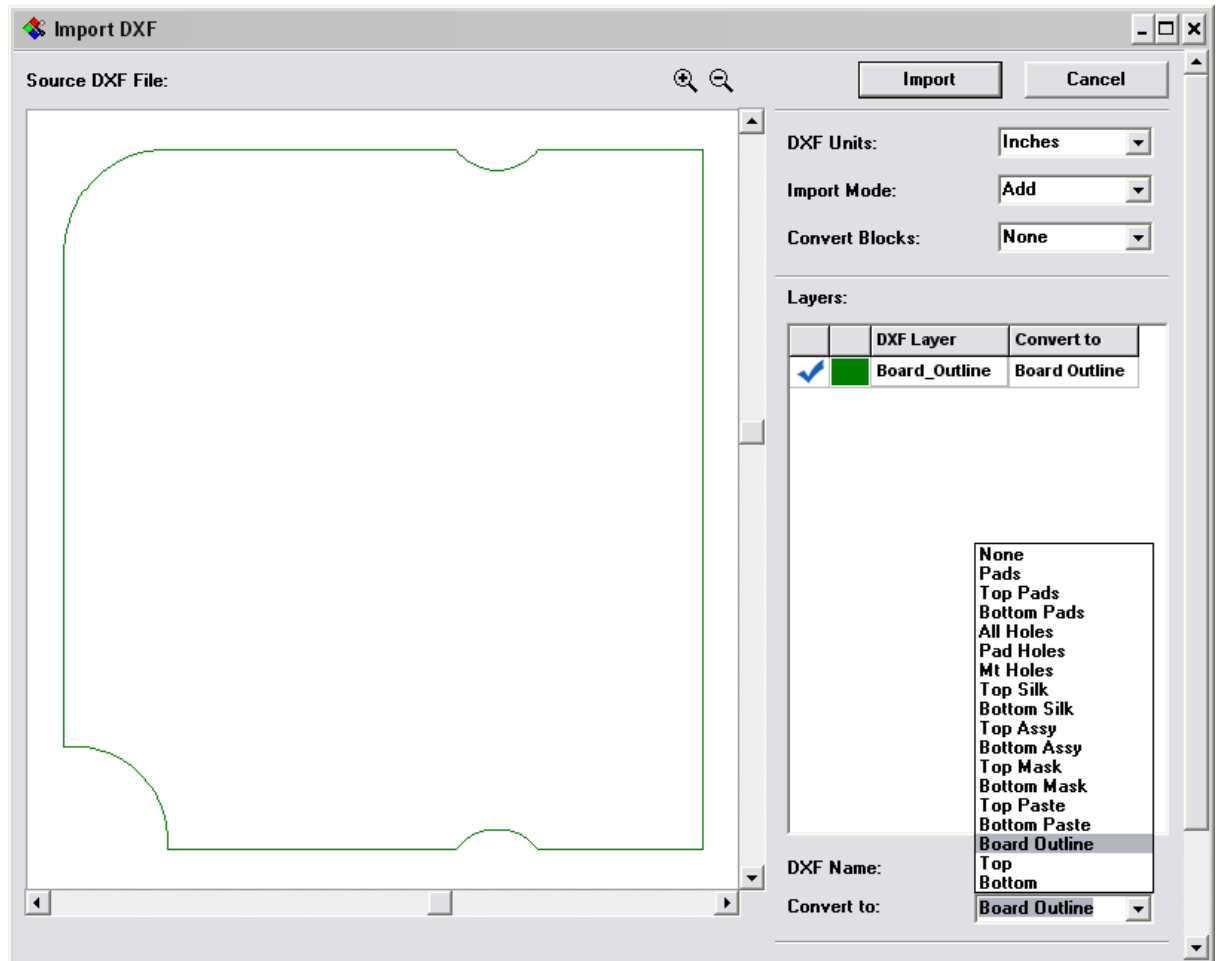 Import DXF
Source DXF File:
Import Cancel
DXF Units: Inches
Import Mode: Add
Convert Blocks: None
Layers:
DXF Layer Convert to
Board_Outline Board Outline
None
Pads
Top Pads
Bottom Pads
All Holes
Pad Holes
Mt Holes
Top Silk
Bottom Silk
Top Assy
Bottom Assy
Top Mask
Bottom Mask
Top Paste
Bottom Paste
Board Outline
Top
Bottom
DXF Name:
Convert to: Board Outline